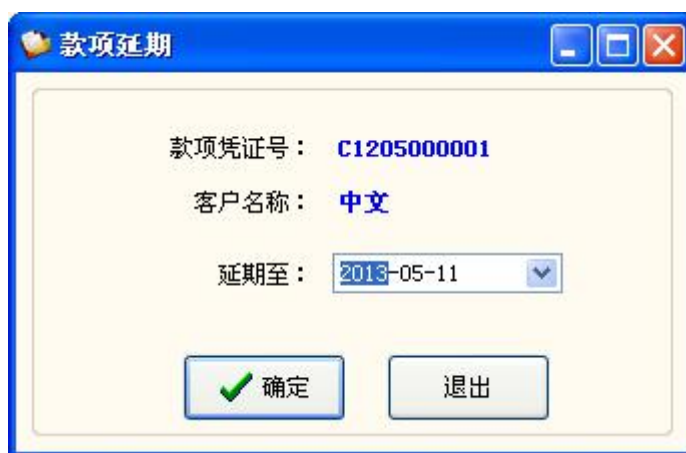 款项延期
款项凭证号： C1205000001
客户名称： 中文
延期至： 2013-05-11
确定 退出